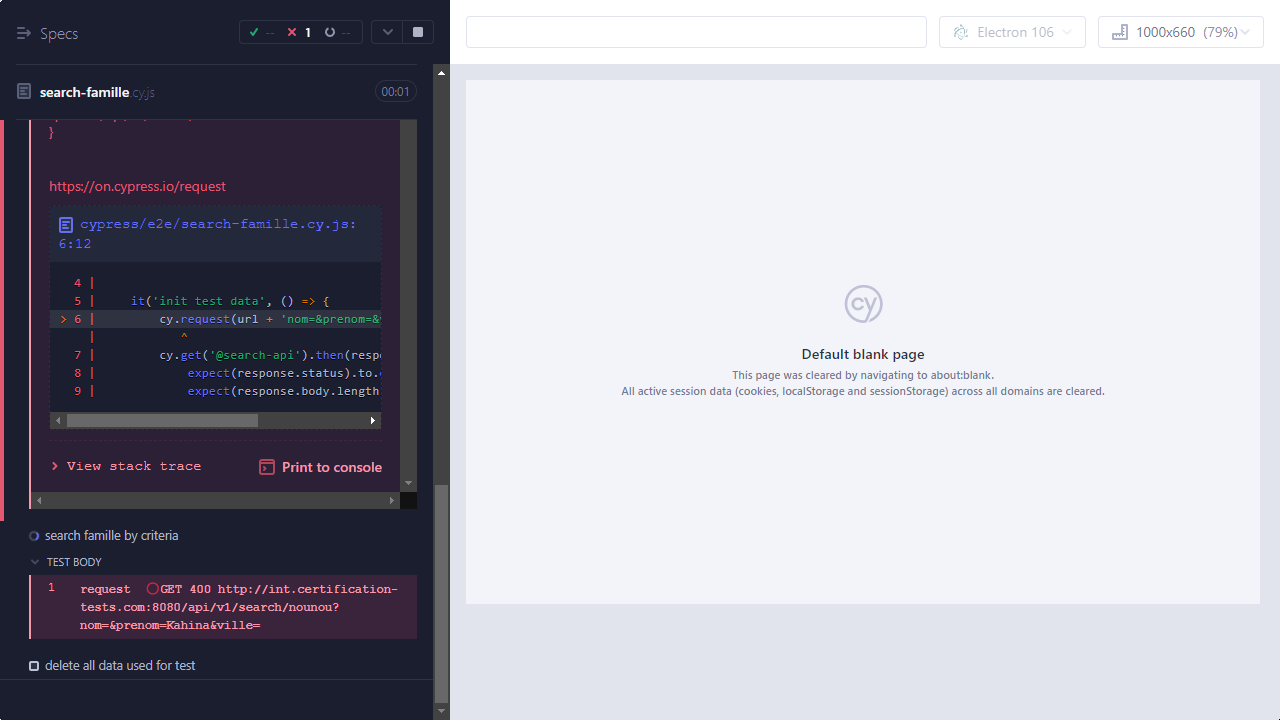 Specs
--
1
--
Electron 106
1000x660 (79%)
search-famille.cy.js
00:01
}
https://on.cypress.io/request
cypress/e2e/search-famille.cy.js:
6:12
4 |
5 | it('init test data', () => {
> 6 | cy.request(url + 'nom=&prenom=&
| ^
7 | cy.get('@search-api').then(respo
8 | expect(response.status).to.
9 | expect(response.body.length
View stack trace
Print to console
search famille by criteria
TEST BODY
1 request GET 400 http://int.certification-
tests.com:8080/api/v1/search/nounou?
nom=&prenom=Kahina&ville=
delete all data used for test
cy
Default blank page
This page was cleared by navigating to about:blank.
All active session data (cookies, localStorage and sessionStorage) across all domains are cleared.